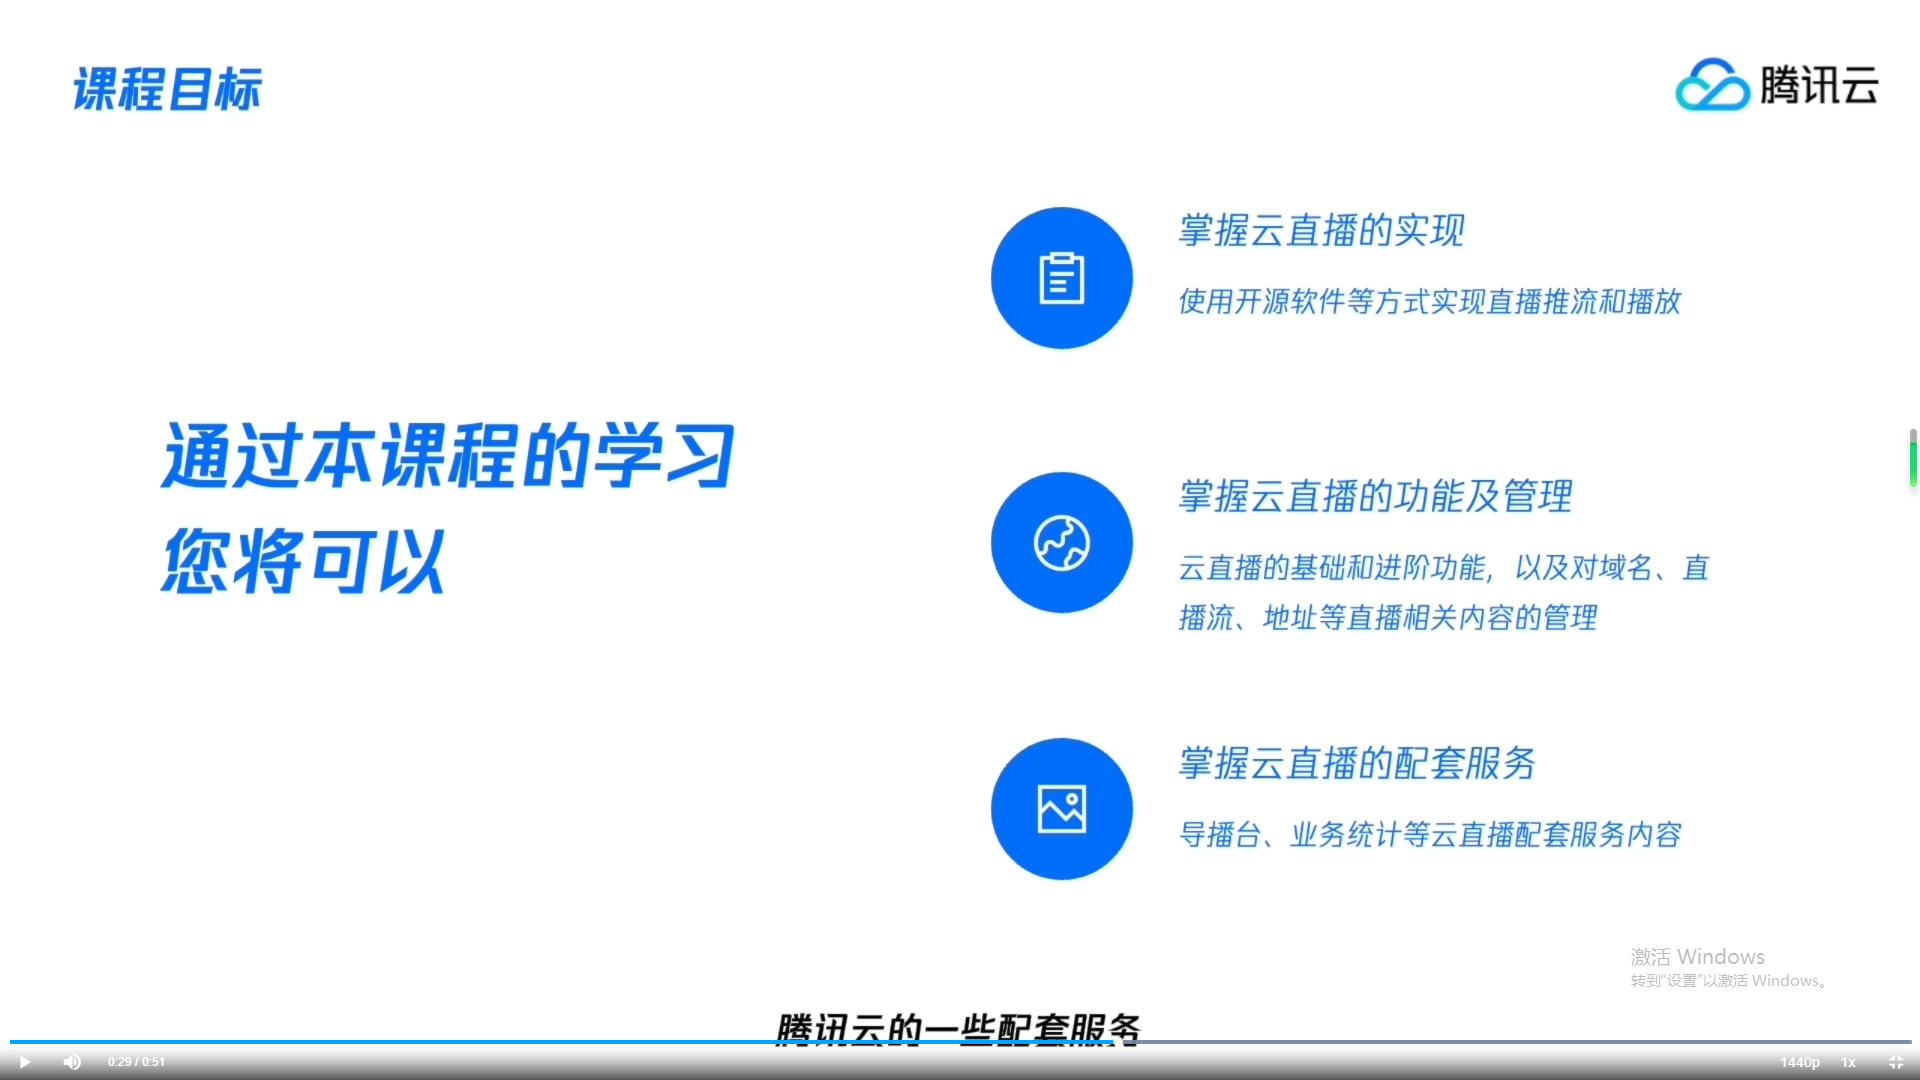 课程目标
腾讯云
掌握云直播的实现
使用开源软件等方式实现直播推流和播放
通过本课程的学习
您将可以
掌握云直播的功能及管理
云直播的基础和进阶功能，以及对域名、直
播流、地址等直播相关内容的管理
掌握云直播的配套服务
导播台、业务统计等云直播配套服务内容
激活 Windows
转到“设置”以激活 Windows。
腾讯云的一些配套服务
0:29 / 0:51
1440p
1x